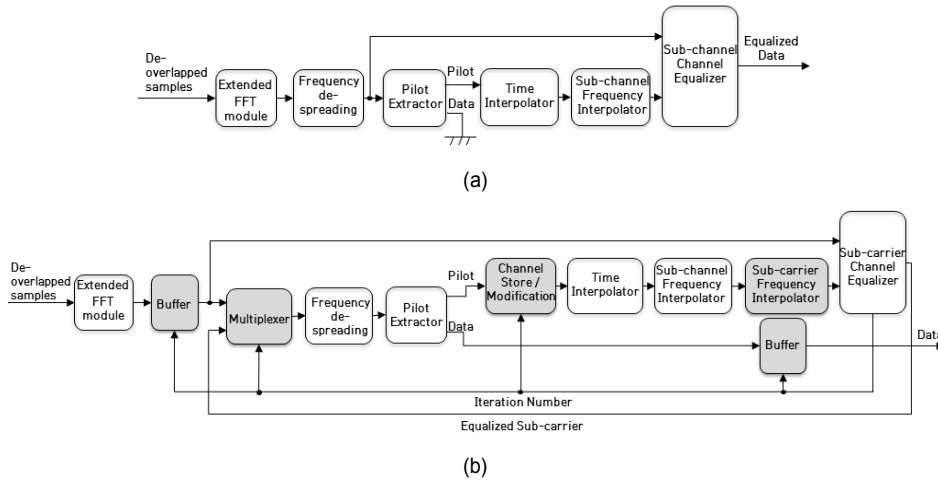 De-
overlapped
samples
Extended
FFT
module
Frequency
de-
spreading
Pilot
Extractor
Pilot
Data
Time
Interpolator
Sub-channel
Frequency
Interpolator
Sub-channel
Channel
Equalizer
Equalized
Data
(a)
De-
overlapped
samples
Extended
FFT
module
Buffer
Multiplexer
Frequency
de-
spreading
Pilot
Extractor
Pilot
Data
Channel
Store /
Modification
Time
Interpolator
Sub-channel
Frequency
Interpolator
Sub-carrier
Frequency
Interpolator
Sub-carrier
Channel
Equalizer
Buffer
Data
Iteration Number
Equalized Sub-carrier
(b)